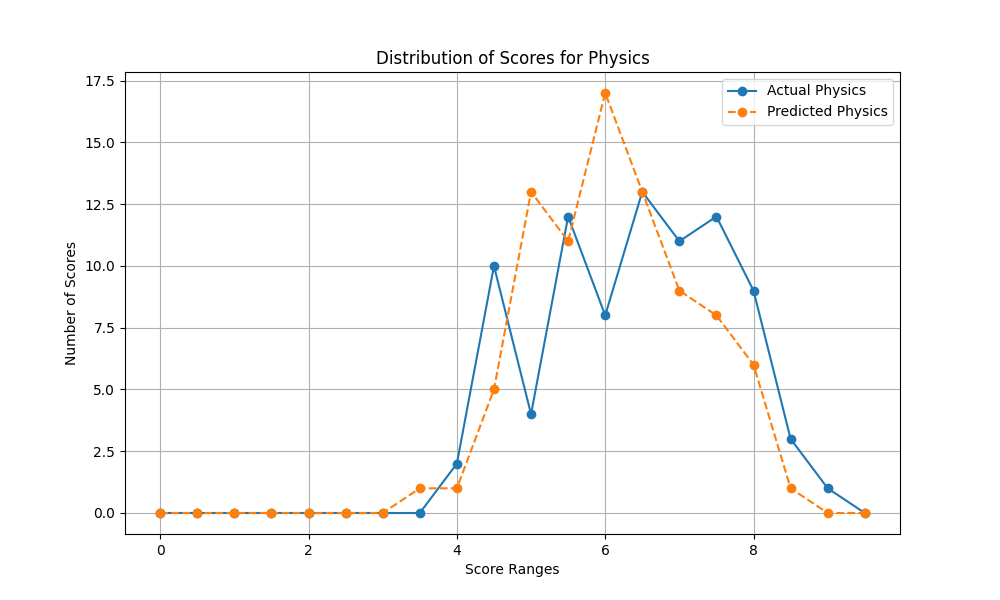 Distribution of Scores for Physics
Actual Physics
Predicted Physics
17.5
15.0
12.5
10.0
7.5
5.0
2.5
0.0
Number of Scores
0 2 4 6 8
Score Ranges